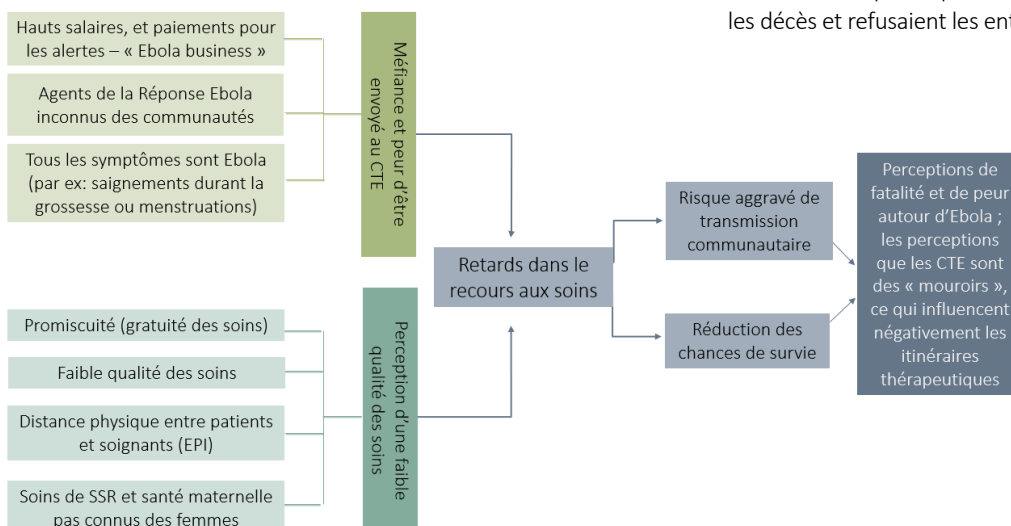 les décès et refusaient les ent
Hauts salaires, et paiements pour
les alertes – « Ebola business »
Agents de la Réponse Ebola
inconnus des communautés
Tous les symptômes sont Ebola
(par ex: saignements durant la
grossesse ou menstruations)
Méfiance et peur d'être
envoyé au CTE
Promiscuité (gratuité des soins)
Faible qualité des soins
Distance physique entre patients
et soignants (EPI)
Soins de SSR et santé maternelle
pas connus des femmes
Perception d'une faible
qualité des soins
Retards dans le
recours aux soins
Risque aggravé de
transmission
communautaire
Réduction des
chances de survie
Perceptions de
fatalité et de peur
autour d'Ebola ;
les perceptions
que les CTE sont
des « mouroirs »,
ce qui influencent
négativement les
itinéraires
thérapeutiques